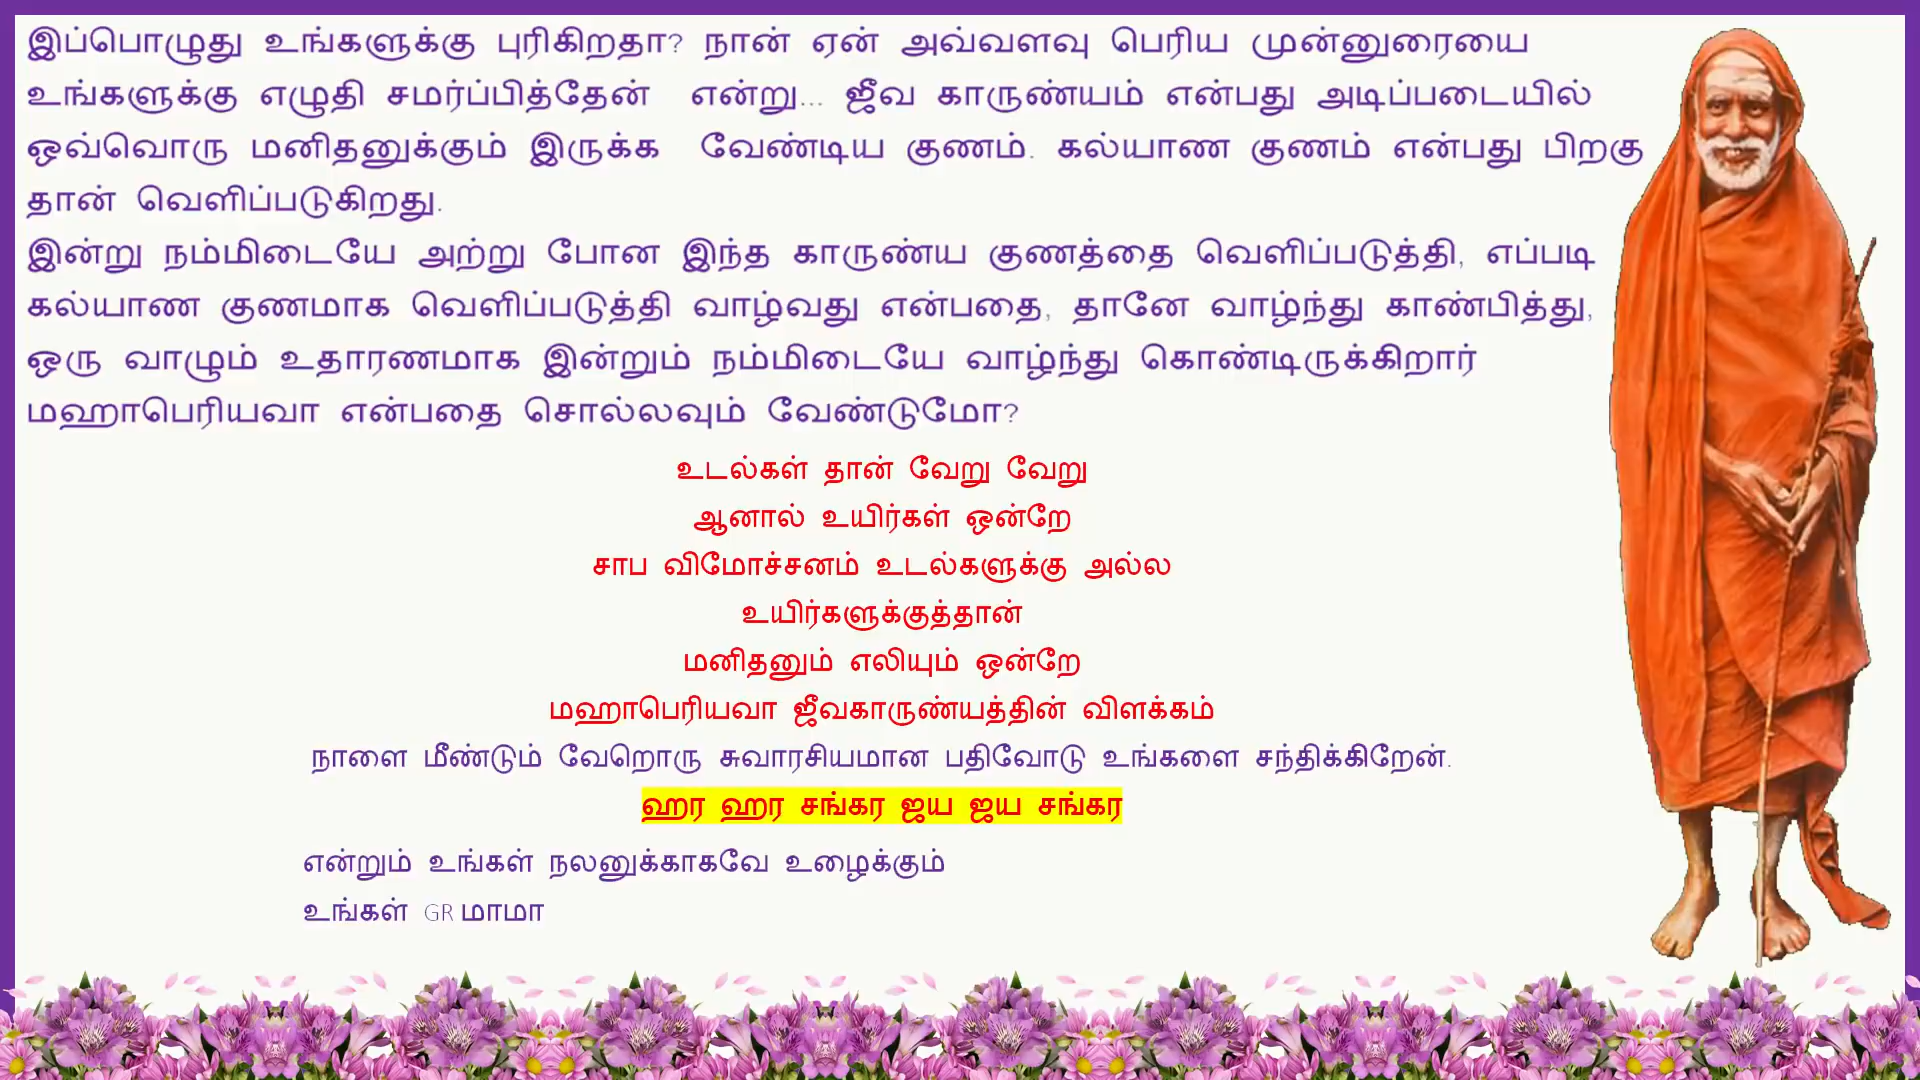 இப்பொழுது உங்களுக்கு புரிகிறதா? நான் ஏன் அவ்வளவு பெரிய முன்னுரையை
உங்களுக்கு எழுதி சமர்ப்பித்தேன் என்று... ஜீவ காருண்யம் என்பது அடிப்படையில்
ஒவ்வொரு மனிதனுக்கும் இருக்க வேண்டிய குணம். கல்யாண குணம் என்பது பிறகு
தான் வெளிப்படுகிறது.
இன்று நம்மிடையே அற்று போன இந்த காருண்ய குணத்தை வெளிப்படுத்தி, எப்படி
கல்யாண குணமாக வெளிப்படுத்தி வாழ்வது என்பதை, தானே வாழ்ந்து காண்பித்து,
ஒரு வாழும் உதாரணமாக இன்றும் நம்மிடையே வாழ்ந்து கொண்டிருக்கிறார்
மஹாபெரியவா என்பதை சொல்லவும் வேண்டுமோ?
உடல்கள் தான் வேறு வேறு
ஆனால் உயிர்கள் ஒன்றே
சாப விமோச்சனம் உடல்களுக்கு அல்ல
உயிர்களுக்குத்தான்
மனிதனும் எலியும் ஒன்றே
மஹாபெரியவா ஜீவகாருண்யத்தின் விளக்கம்
நாளை மீண்டும் வேறொரு சுவாரசியமான பதிவோடு உங்களை சந்திக்கிறேன்.
ஹர ஹர சங்கர ஜய ஜய சங்கர
என்றும் உங்கள் நலனுக்காகவே உழைக்கும்
உங்கள் GR மாமா